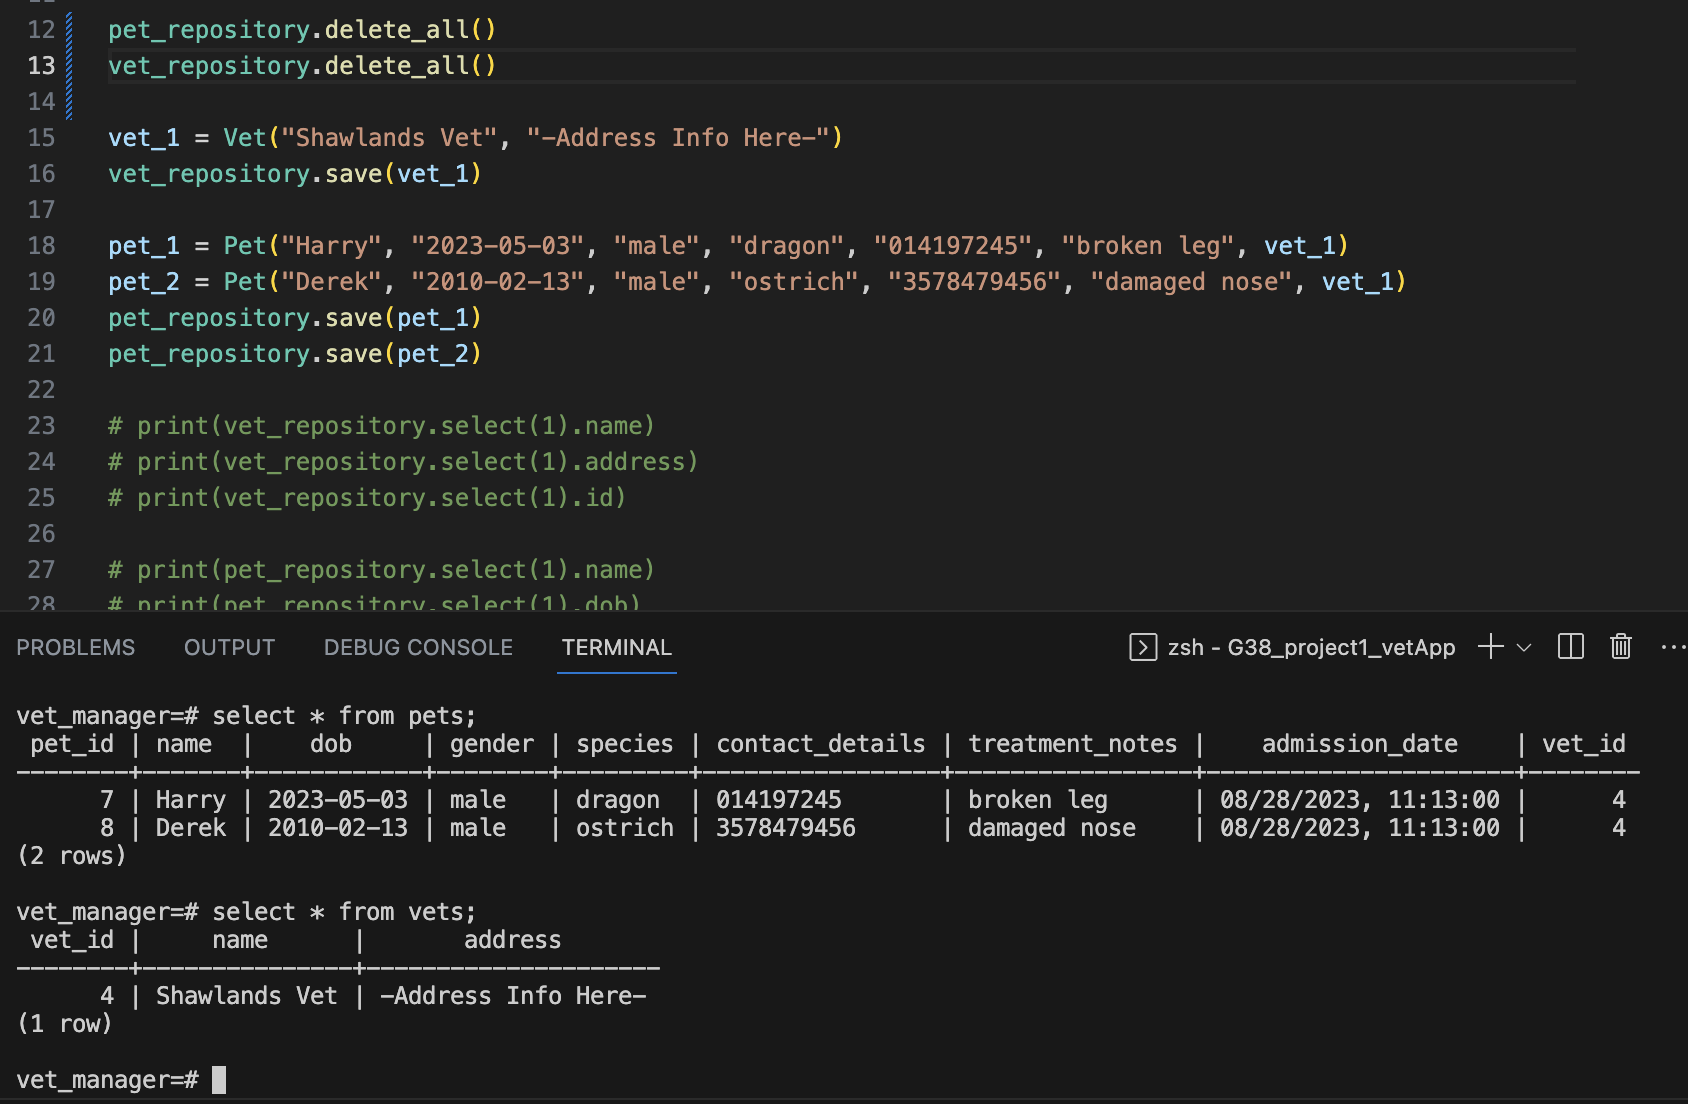 12 pet_repository.delete_all()
13 vet_repository.delete_all()
14
15 vet_1 = Vet("Shawlands Vet", "-Address Info Here-")
16 vet_repository.save(vet_1)
17
18 pet_1 = Pet("Harry", "2023-05-03", "male", "dragon", "014197245", "broken leg", vet_1)
19 pet_2 = Pet("Derek", "2010-02-13", "male", "ostrich", "3578479456", "damaged nose", vet_1)
20 pet_repository.save(pet_1)
21 pet_repository.save(pet_2)
22
23 # print(vet_repository.select(1).name)
24 # print(vet_repository.select(1).address)
25 # print(vet_repository.select(1).id)
26
27 # print(pet_repository.select(1).name)
28 # print(pet_repository.select(1).dob)
PROBLEMS OUTPUT DEBUG CONSOLE TERMINAL zsh - G38_project1_vetApp
vet_manager=# select * from pets;
 pet_id | name  |    dob     | gender | species | contact_details | treatment_notes |    admission_date    | vet_id
--------+-------+------------+--------+---------+-----------------+-----------------+----------------------+--------
      7 | Harry | 2023-05-03 | male   | dragon  | 014197245       | broken leg      | 08/28/2023, 11:13:00 |      4
      8 | Derek | 2010-02-13 | male   | ostrich | 3578479456      | damaged nose    | 08/28/2023, 11:13:00 |      4
(2 rows)
vet_manager=# select * from vets;
 vet_id |     name      |       address
--------+---------------+---------------------
      4 | Shawlands Vet | -Address Info Here-
(1 row)
vet_manager=#